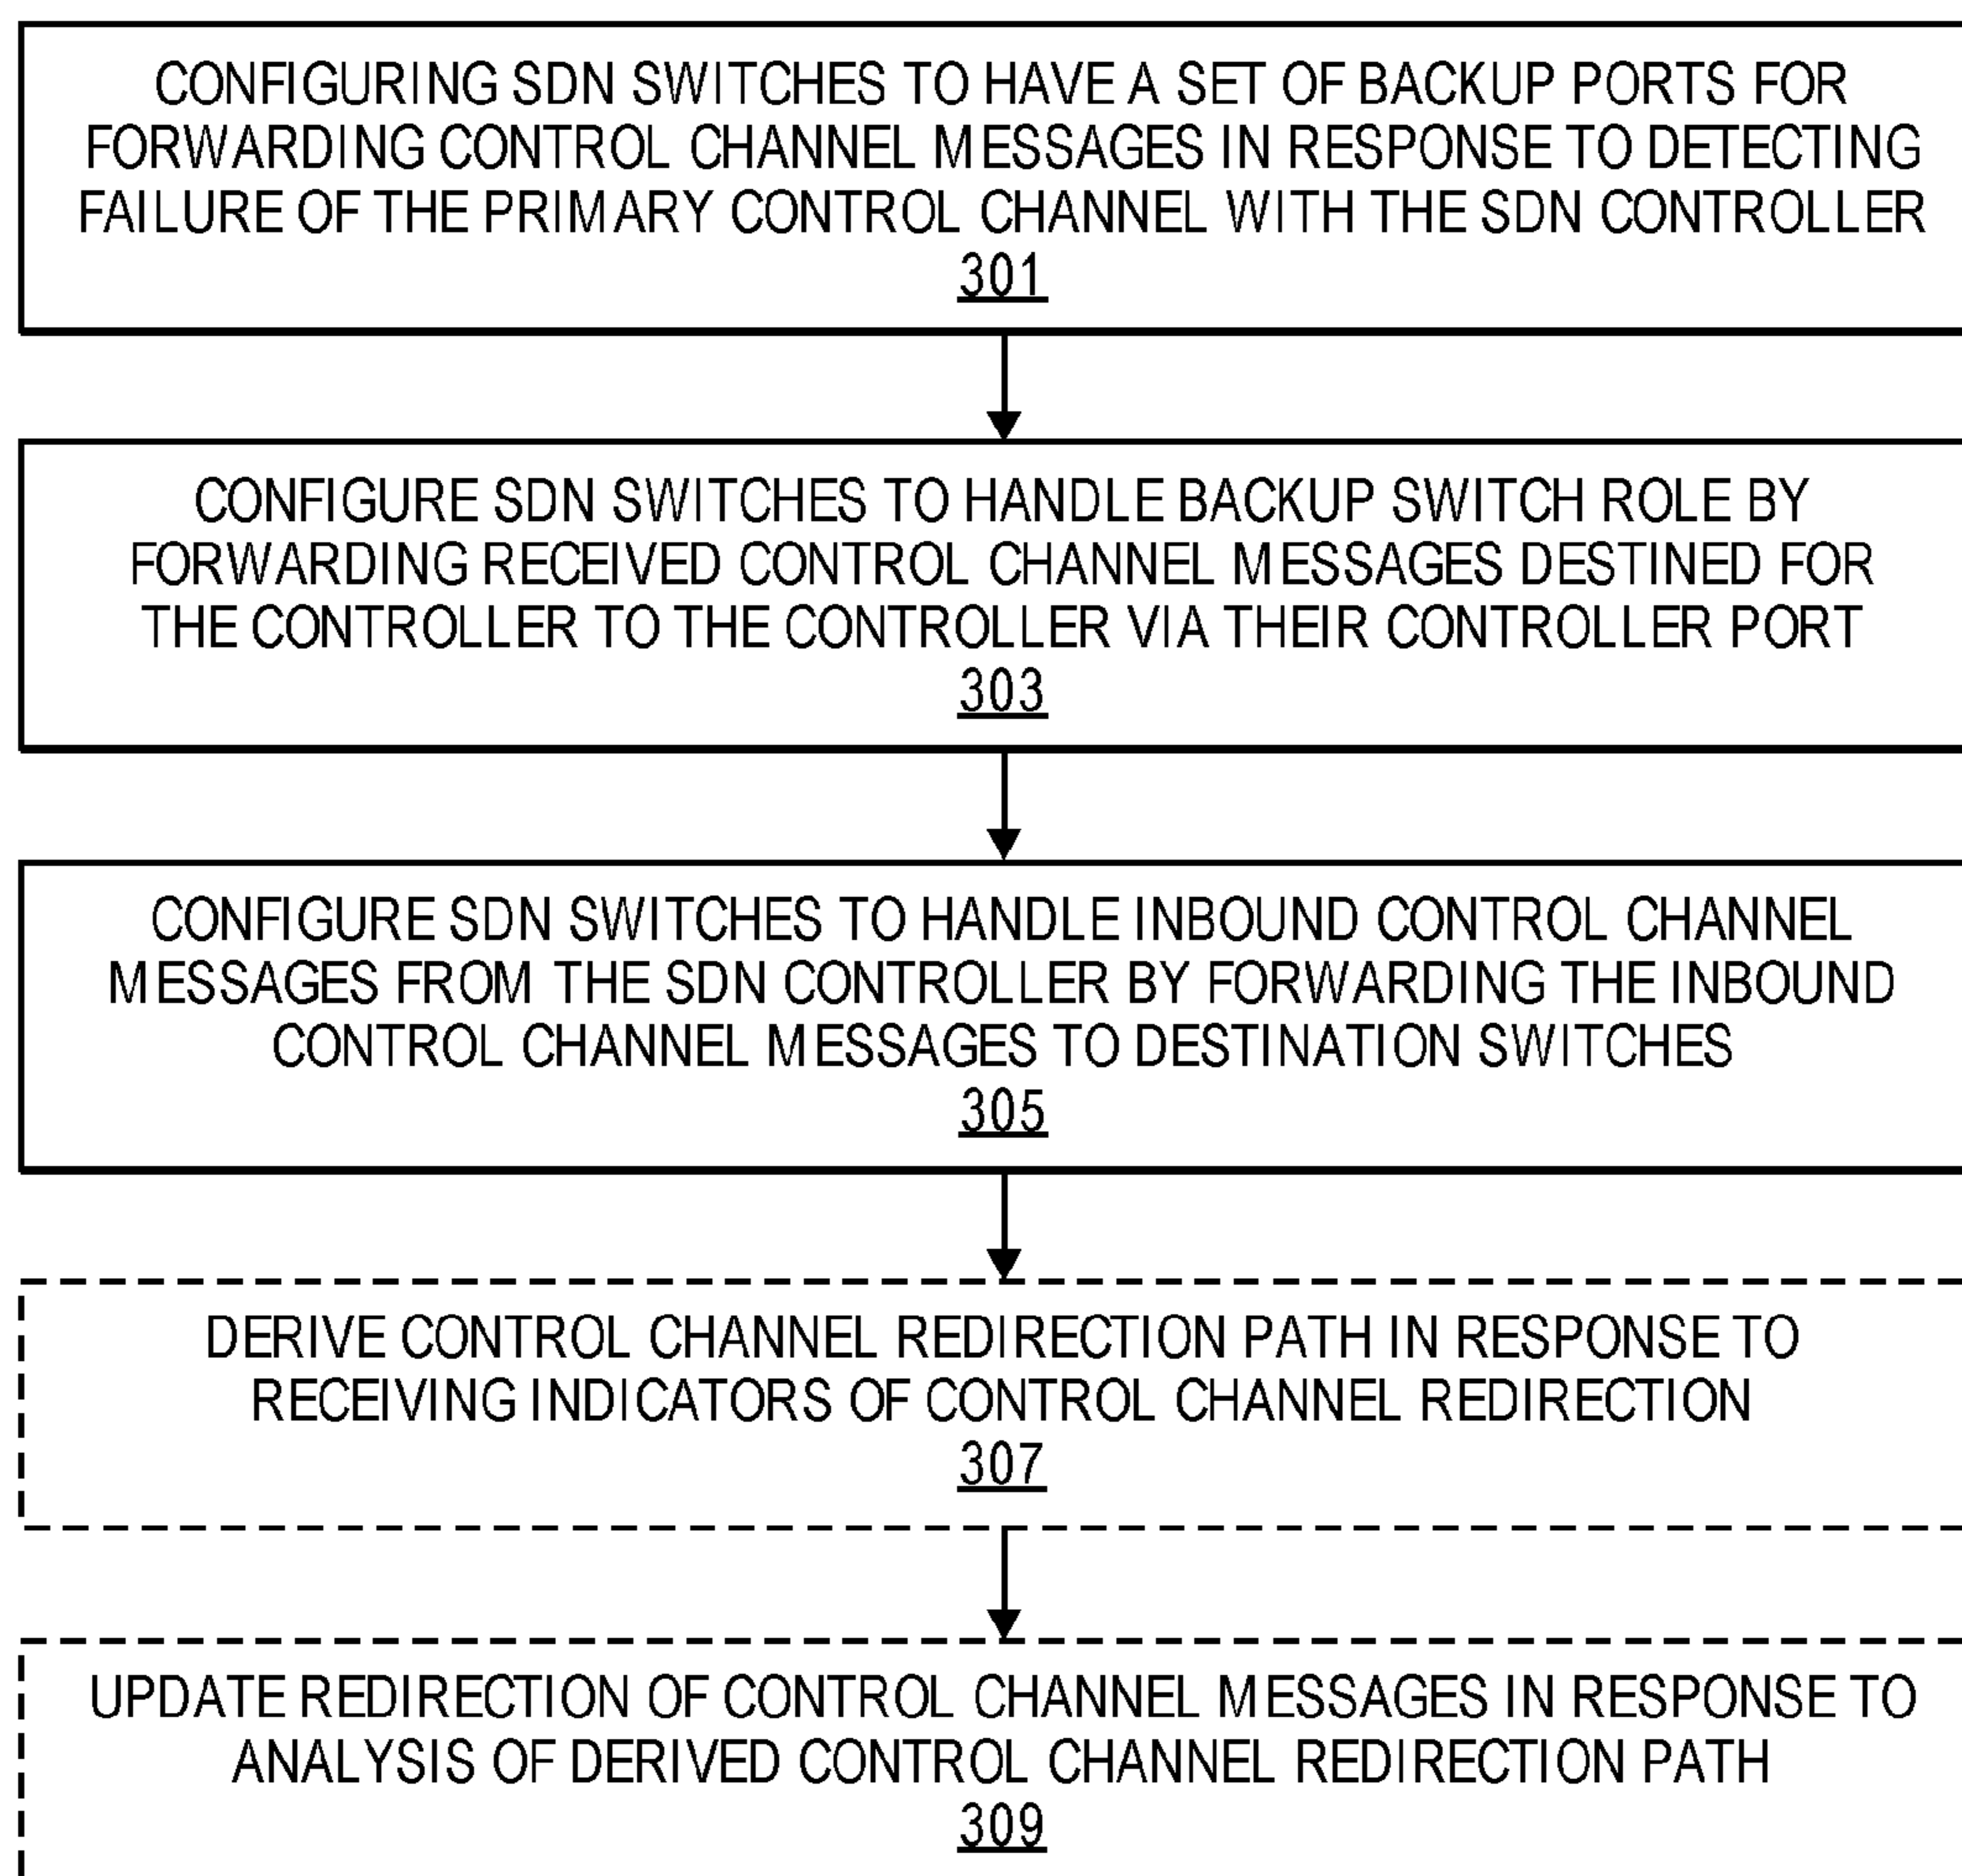 CONFIGURING SDN SWITCHES TO HAVE A SET OF BACKUP PORTS FOR
FORWARDING CONTROL CHANNEL MESSAGES IN RESPONSE TO DETECTING
FAILURE OF THE PRIMARY CONTROL CHANNEL WITH THE SDN CONTROLLER
301
CONFIGURE SDN SWITCHES TO HANDLE BACKUP SWITCH ROLE BY
FORWARDING RECEIVED CONTROL CHANNEL MESSAGES DESTINED FOR
THE CONTROLLER TO THE CONTROLLER VIA THEIR CONTROLLER PORT
303
CONFIGURE SDN SWITCHES TO HANDLE INBOUND CONTROL CHANNEL
MESSAGES FROM THE SDN CONTROLLER BY FORWARDING THE INBOUND
CONTROL CHANNEL MESSAGES TO DESTINATION SWITCHES
305
DERIVE CONTROL CHANNEL REDIRECTION PATH IN RESPONSE TO
RECEIVING INDICATORS OF CONTROL CHANNEL REDIRECTION
307
UPDATE REDIRECTION OF CONTROL CHANNEL MESSAGES IN RESPONSE TO
ANALYSIS OF DERIVED CONTROL CHANNEL REDIRECTION PATH
309